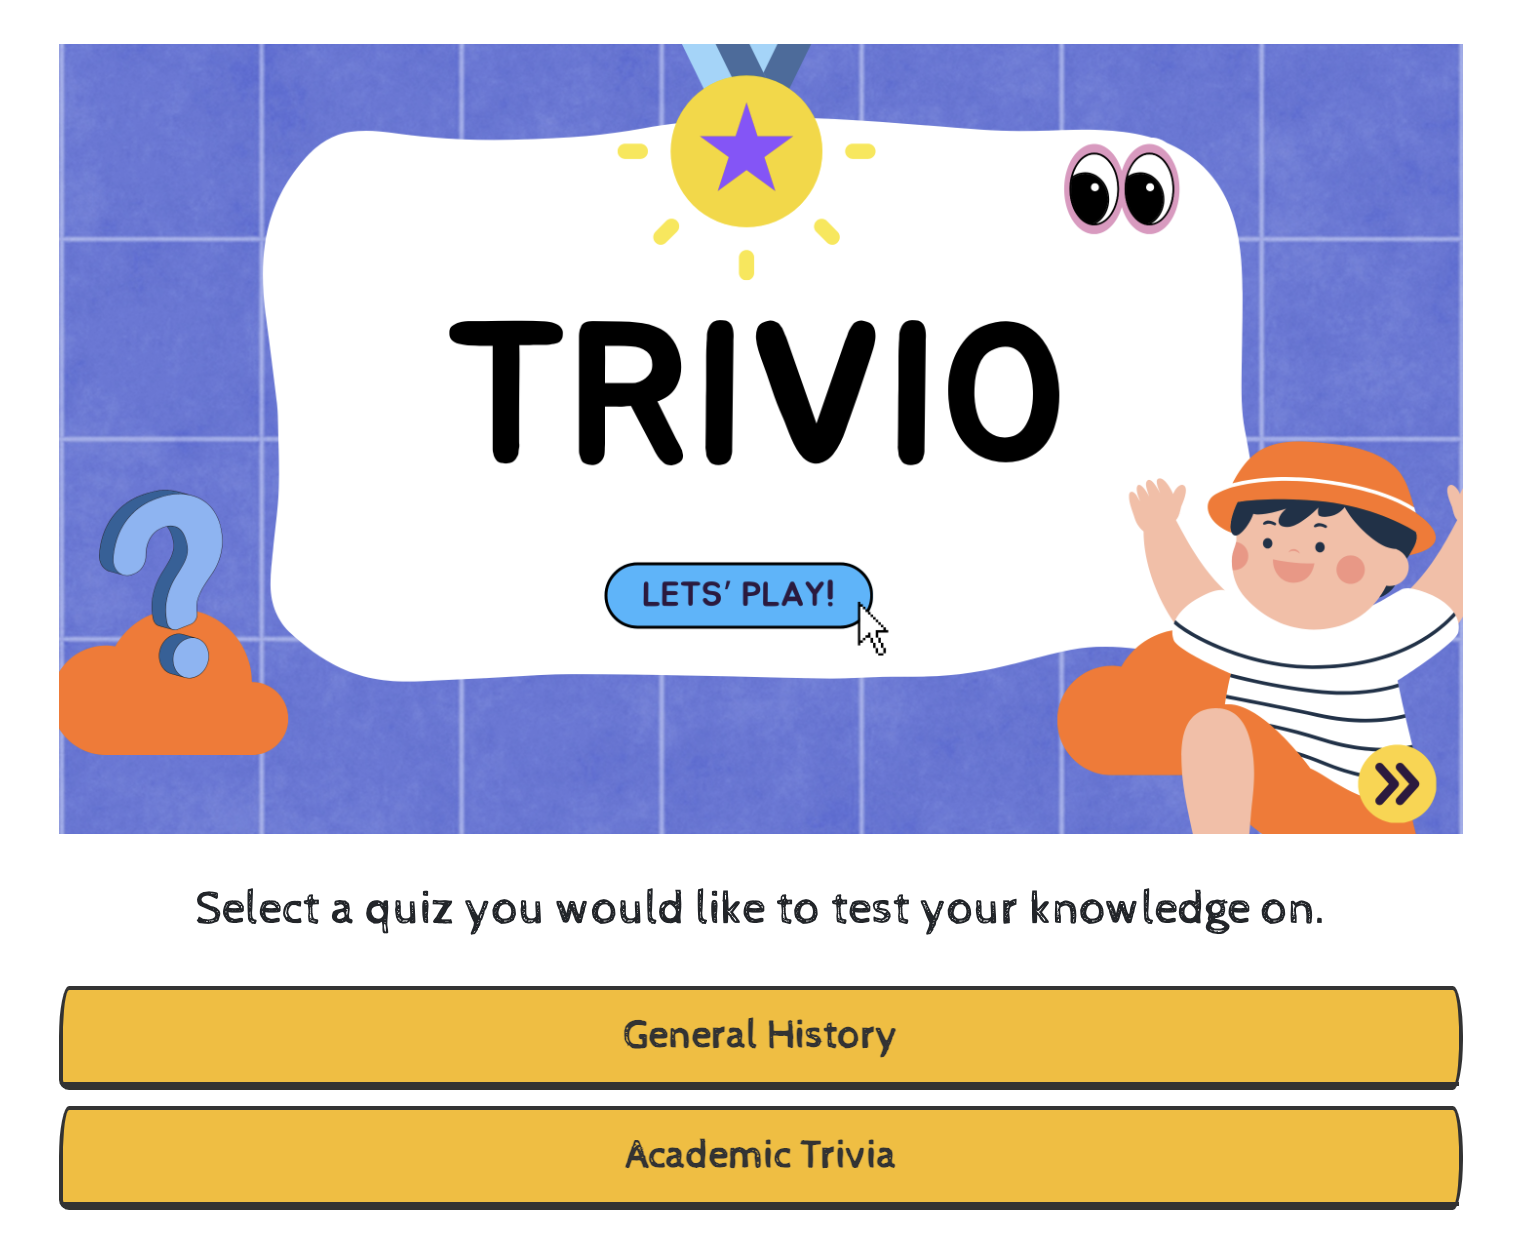 TRIVIO
LETS' PLAY!
Select a quiz you would like to test your knowledge on.
General History
Academic Trivia